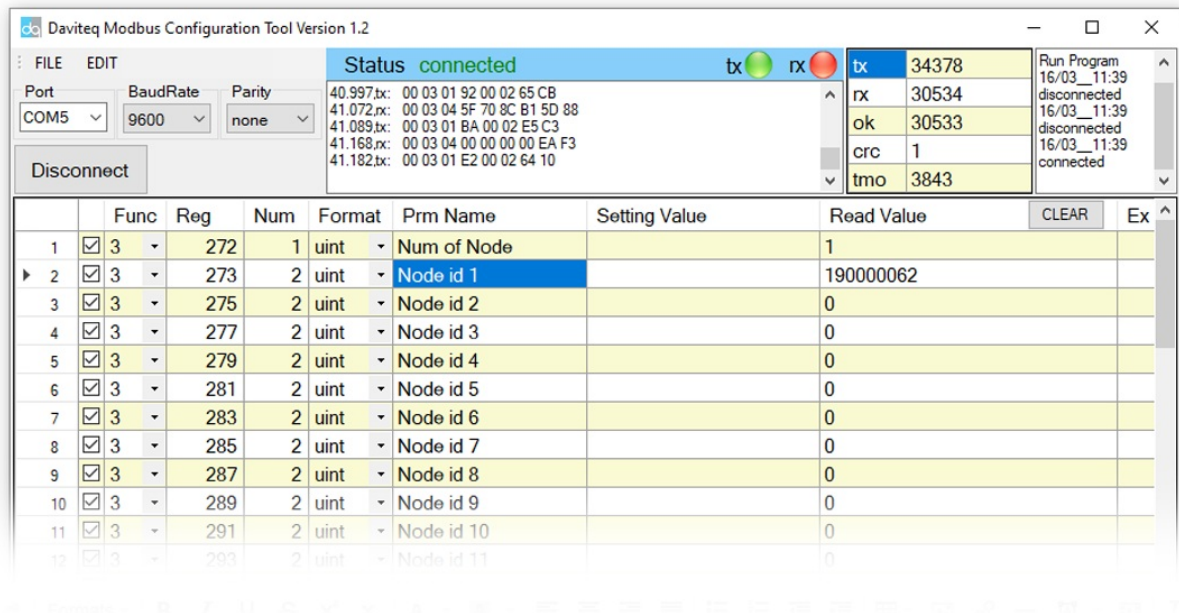 dq Daviteq Modbus Configuration Tool Version 1.2
FILE EDIT
Port BaudRate Parity
COM5 9600 none
Disconnect
Status connected tx rx
40.997,tx: 00 03 01 92 00 02 65 CB
41.072,rx: 00 03 04 5F 70 8C B1 5D 88
41.089,tx: 00 03 01 BA 00 02 E5 C3
41.168,rx: 00 03 04 00 00 00 00 EA F3
41.182,tx: 00 03 01 E2 00 02 64 10
tx 34378
rx 30534
ok 30533
crc 1
tmo 3843
Run Program
16/03__11:39
disconnected
16/03__11:39
disconnected
16/03__11:39
connected
Func Reg Num Format Prm Name Setting Value Read Value CLEAR Ex
1 3 272 1 uint Num of Node 1
2 3 273 2 uint Node id 1 190000062
3 3 275 2 uint Node id 2 0
4 3 277 2 uint Node id 3 0
5 3 279 2 uint Node id 4 0
6 3 281 2 uint Node id 5 0
7 3 283 2 uint Node id 6 0
8 3 285 2 uint Node id 7 0
9 3 287 2 uint Node id 8 0
10 3 289 2 uint Node id 9 0
11 3 291 2 uint Node id 10 0
12 3 293 2 uint Node id 11 0